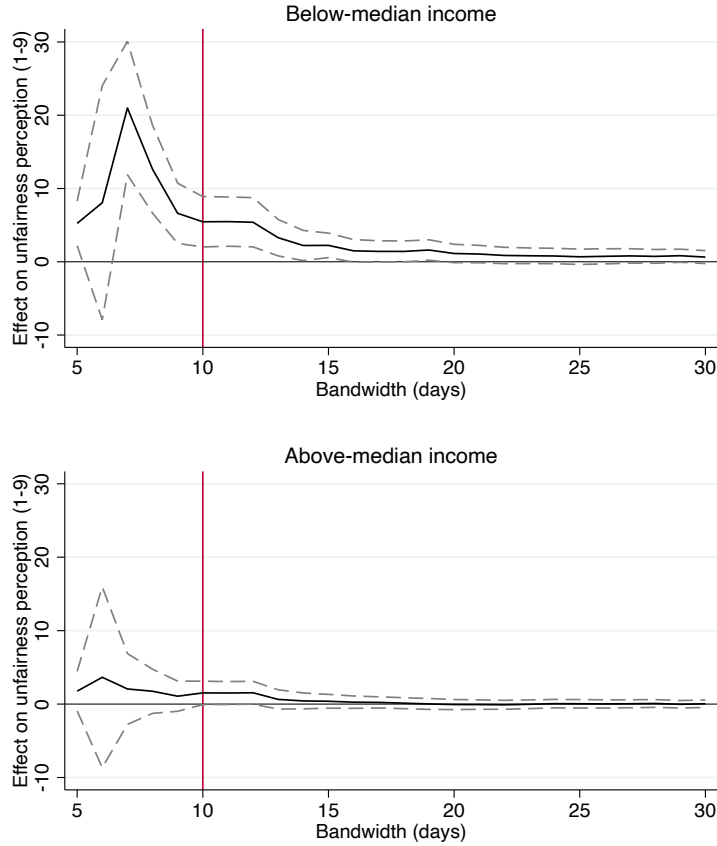 Below-median income
Effect on unfairness perception (1-9)
30
20
10
0
-10
5 10 15 20 25 30
Bandwidth (days)
Above-median income
Effect on unfairness perception (1-9)
30
20
10
0
-10
5 10 15 20 25 30
Bandwidth (days)